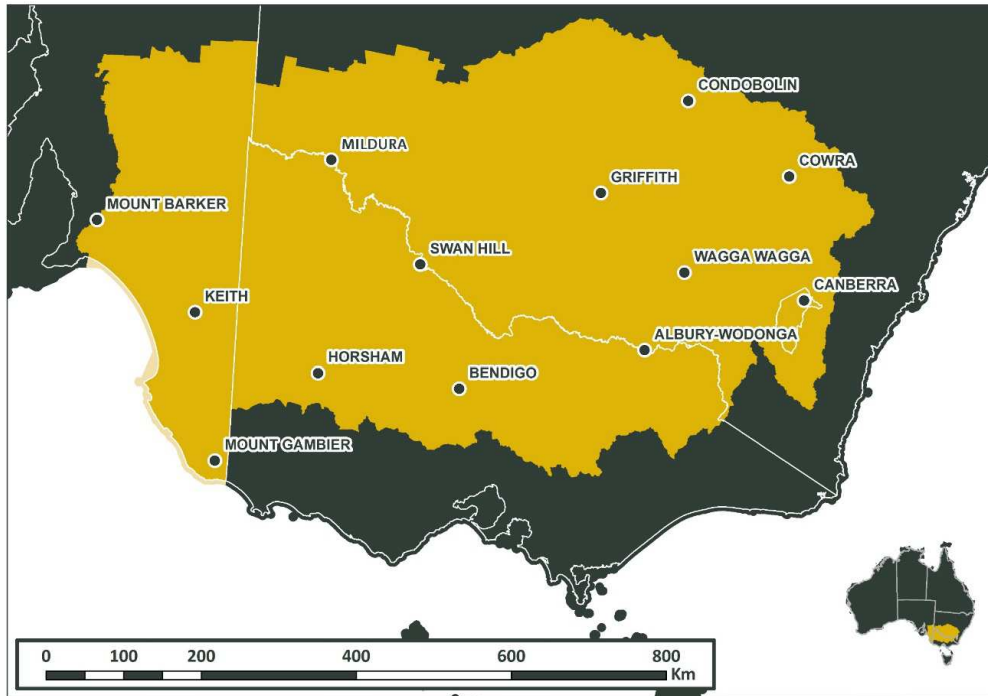 CONDOBOLIN
MILDURA
COWRA
GRIFFITH
MOUNT BARKER
SWAN HILL
WAGGA WAGGA
CANBERRA
KEITH
ALBURY-WODONGA
HORSHAM
BENDIGO
MOUNT GAMBIER
0 100 200 400 600 800
Km